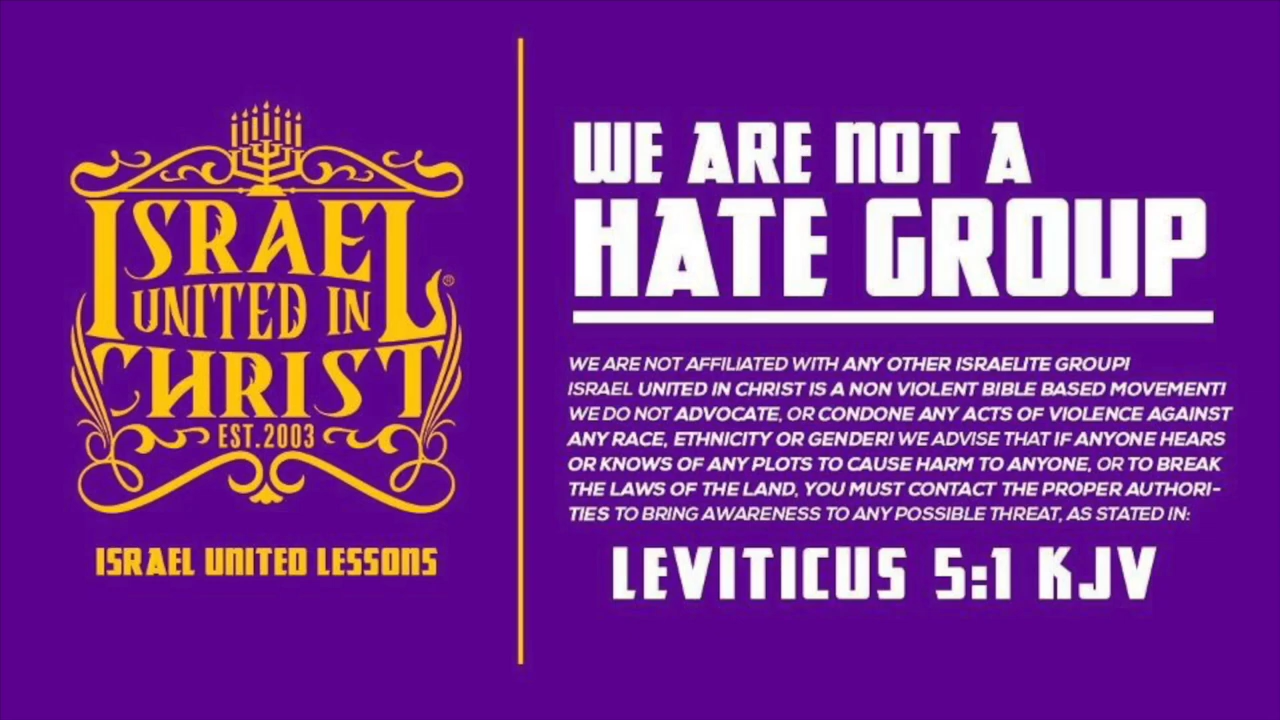 ISRAEL
UNITED IN
CHRIST®
EST.2003
ISRAEL UNITED LESSONS
WE ARE NOT A
HATE GROUP
WE ARE NOT AFFILIATED WITH ANY OTHER ISRAELITE GROUP!
ISRAEL UNITED IN CHRIST IS A NON VIOLENT BIBLE BASED MOVEMENT!
WE DO NOT ADVOCATE, OR CONDONE ANY ACTS OF VIOLENCE AGAINST
ANY RACE, ETHNICITY OR GENDER! WE ADVISE THAT IF ANYONE HEARS
OR KNOWS OF ANY PLOTS TO CAUSE HARM TO ANYONE, OR TO BREAK
THE LAWS OF THE LAND, YOU MUST CONTACT THE PROPER AUTHORI-
TIES TO BRING AWARENESS TO ANY POSSIBLE THREAT, AS STATED IN:
LEVITICUS 5:1 KJV